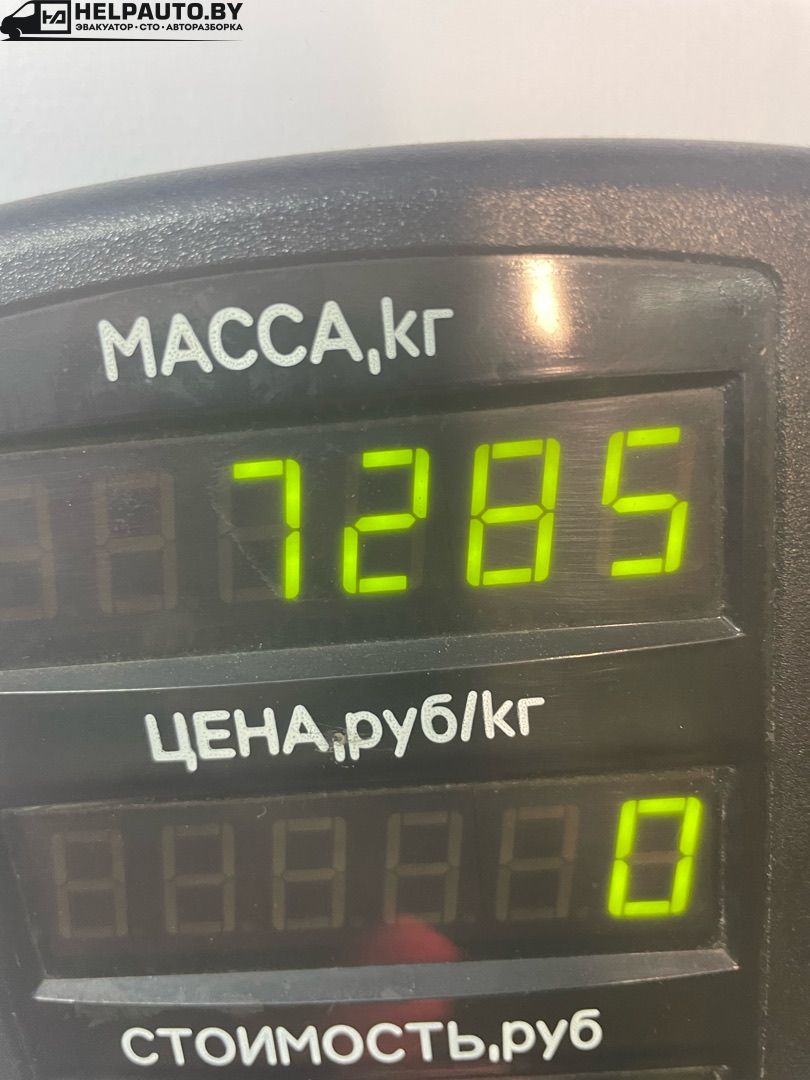 HELPAUTO.BY
ЭВАКУАТОР • СТО • АВТОРАЗБОРКА
МАССА,кг
7285
ЦЕНА,руб/кг
0
СТОИМОСТЬ,руб